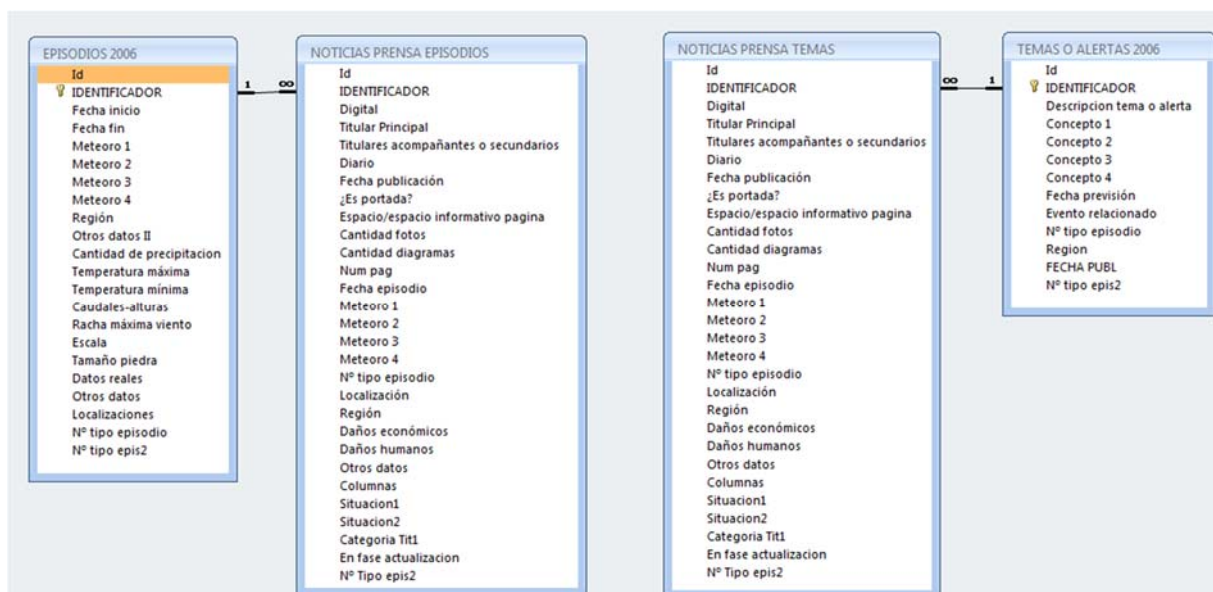 EPISODIOS 2006
Id
IDENTIFICADOR
Fecha inicio
Fecha fin
Meteoro 1
Meteoro 2
Meteoro 3
Meteoro 4
Región
Otros datos II
Cantidad de precipitacion
Temperatura máxima
Temperatura mínima
Caudales-alturas
Racha máxima viento
Escala
Tamaño piedra
Datos reales
Otros datos
Localizaciones
Nº tipo episodio
Nº tipo epis2
1
∞
NOTICIAS PRENSA EPISODIOS
Id
IDENTIFICADOR
Digital
Titular Principal
Titulares acompañantes o secundarios
Diario
Fecha publicación
¿Es portada?
Espacio/espacio informativo pagina
Cantidad fotos
Cantidad diagramas
Num pag
Fecha episodio
Meteoro 1
Meteoro 2
Meteoro 3
Meteoro 4
Nº tipo episodio
Localización
Región
Daños económicos
Daños humanos
Otros datos
Columnas
Situacion1
Situacion2
Categoria Tit1
En fase actualizacion
Nº Tipo epis2
NOTICIAS PRENSA TEMAS
Id
IDENTIFICADOR
Digital
Titular Principal
Titulares acompañantes o secundarios
Diario
Fecha publicación
¿Es portada?
Espacio/espacio informativo pagina
Cantidad fotos
Cantidad diagramas
Num pag
Fecha episodio
Meteoro 1
Meteoro 2
Meteoro 3
Meteoro 4
Nº tipo episodio
Localización
Región
Daños económicos
Daños humanos
Otros datos
Columnas
Situacion1
Situacion2
Categoria Tit1
En fase actualizacion
Nº Tipo epis2
∞
1
TEMAS O ALERTAS 2006
Id
IDENTIFICADOR
Descripcion tema o alerta
Concepto 1
Concepto 2
Concepto 3
Concepto 4
Fecha previsión
Evento relacionado
Nº tipo episodio
Region
FECHA PUBL
Nº tipo epis2